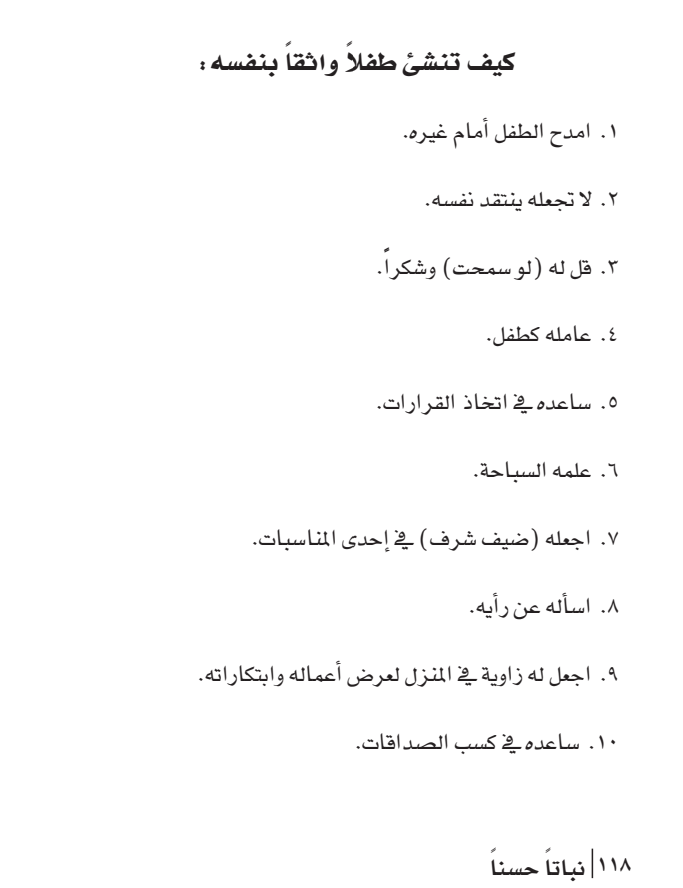 كيف تنشئ طفلاً واثقاً بنفسه :
١. امدح الطفل أمام غيره.
٢. لا تجعله ينتقد نفسه.
٣. قل له (لو سمحت) وشكراً.
٤. عامله كطفل.
٥. ساعده في اتخاذ القرارات.
٦. علمه السباحة.
٧. اجعله (ضيف شرف) في إحدى المناسبات.
٨. اسأله عن رأيه.
٩. اجعل له زاوية في المنزل لعرض أعماله وابتكاراته.
١٠. ساعده في كسب الصداقات.
١١٨ | نباتاً حسناً